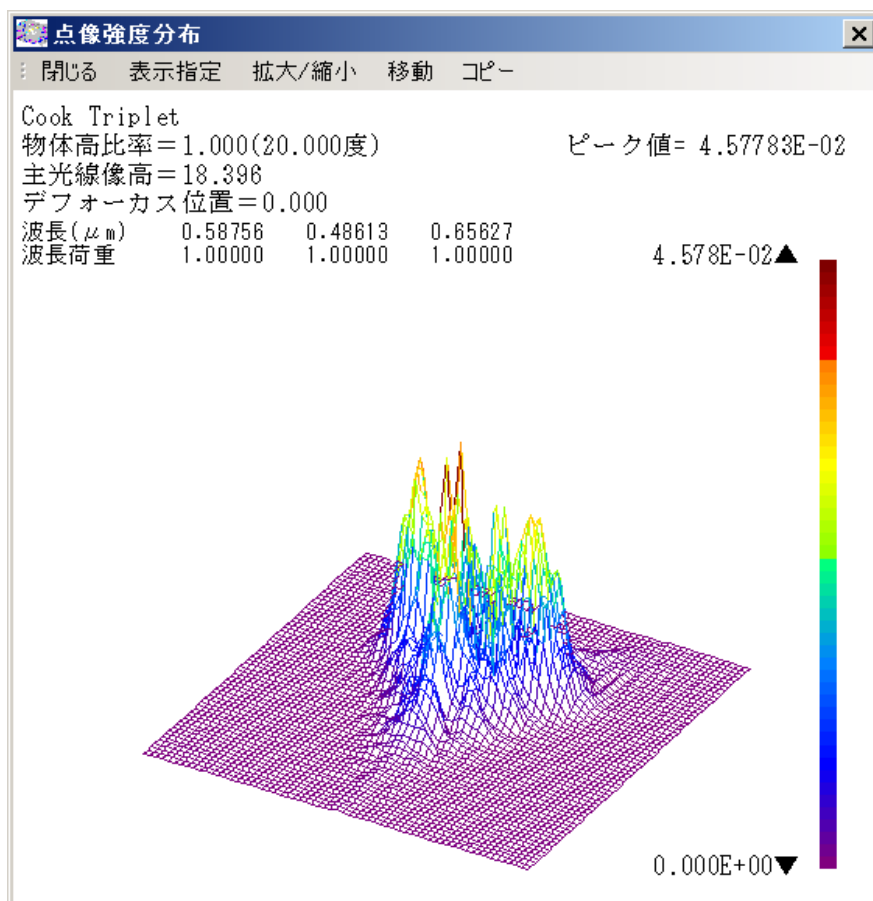 点像強度分布
閉じる 表示指定 拡大/縮小 移動 コピー
Cook Triplet
物体高比率=1.000(20.000度) ピーク値= 4.57783E-02
主光線像高=18.396
デフォーカス位置=0.000
波長(μm) 0.58756 0.48613 0.65627
波長荷重 1.00000 1.00000 1.00000 4.578E-02▲
0.000E+00▼